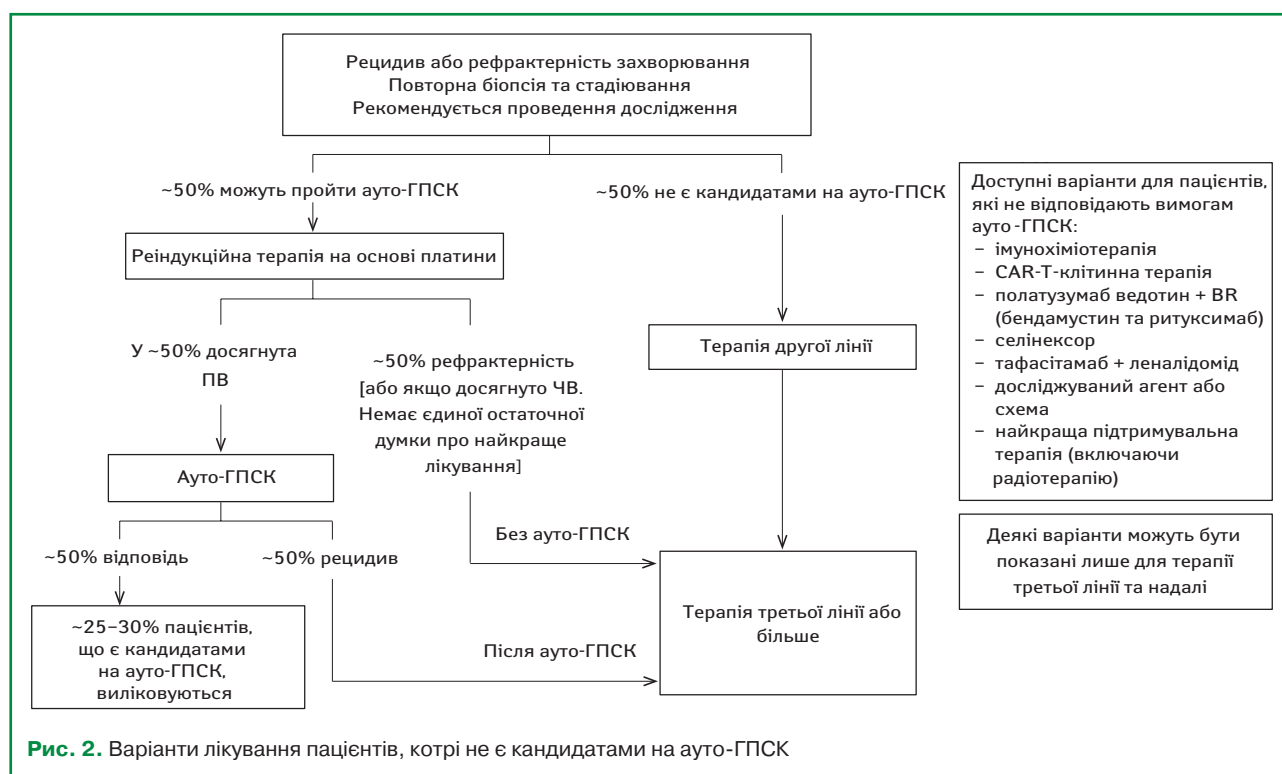 Рецидив або рефрактерність захворювання
Повторна біопсія та стадіювання
Рекомендується проведення дослідження
~50% можуть пройти ауто-ГПСК
~50% не є кандидатами на ауто-ГПСК
Реіндукційна терапія на основі платини
У ~50% досягнута
ПВ
~50% рефрактерність
[або якщо досягнуто ЧВ.
Немає єдиної остаточної
думки про найкраще
лікування]
Терапія другої лінії
Ауто-ГПСК
~50% відповідь
~50% рецидив
Без ауто-ГПСК
~25–30% пацієнтів,
що є кандидатами
на ауто-ГПСК,
виліковуються
Після ауто-ГПСК
Терапія третьої лінії або
більше
Доступні варіанти для пацієнтів,
які не відповідають вимогам
ауто-ГПСК:
– імунохіміотерапія
– CAR-T-клітинна терапія
– полатузумаб ведотин + BR
(бендамустин та ритуксимаб)
– селінексор
– тафасітамаб + леналідомід
– досліджуваний агент або
схема
– найкраща підтримувальна
терапія (включаючи
радіотерапію)
Деякі варіанти можуть бути
показані лише для терапії
третьої лінії та надалі
Рис. 2. Варіанти лікування пацієнтів, котрі не є кандидатами на ауто-ГПСК